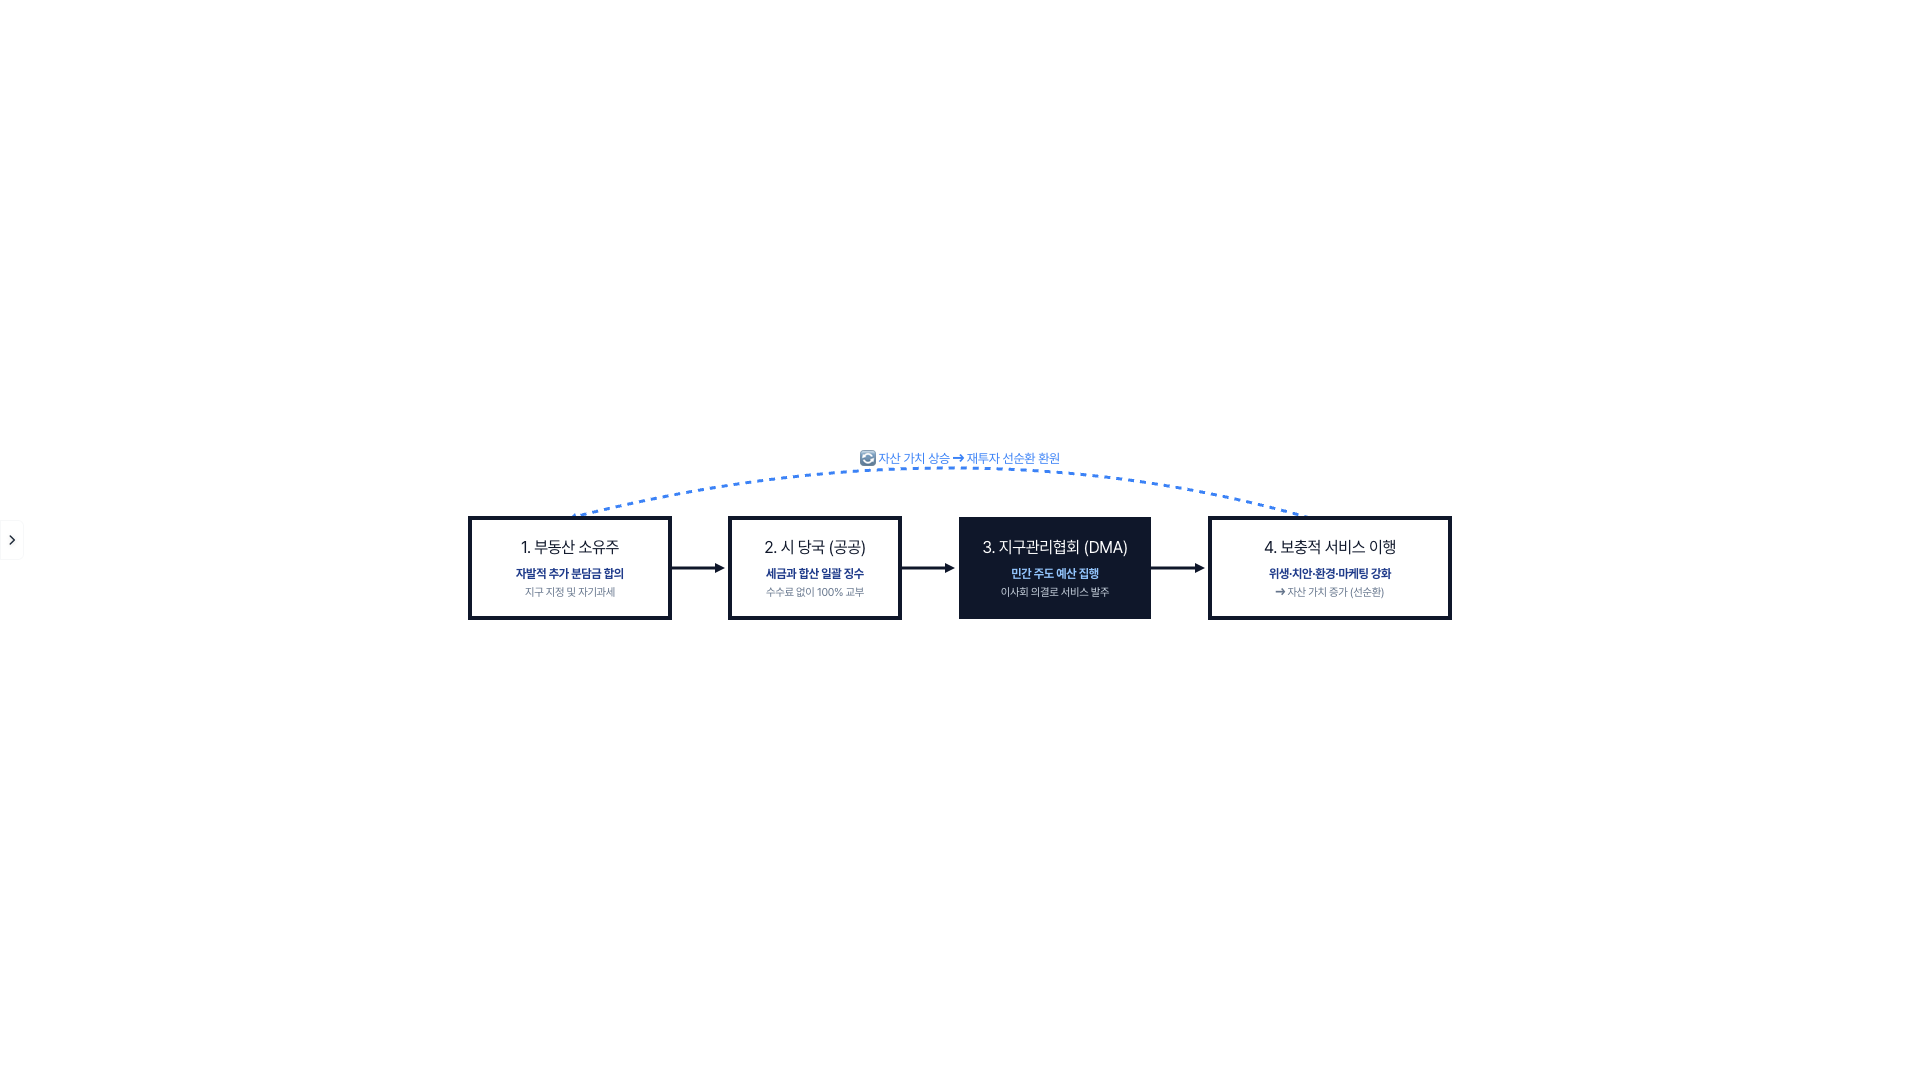 🔄 자산 가치 상승 ➔ 재투자 선순환 환원
1. 부동산 소유주
자발적 추가 분담금 합의
지구 지정 및 자기과세
2. 시 당국 (공공)
세금과 합산 일괄 징수
수수료 없이 100% 교부
3. 지구관리협회 (DMA)
민간 주도 예산 집행
이사회 의결로 서비스 발주
4. 보충적 서비스 이행
위생·치안·환경·마케팅 강화
➔ 자산 가치 증가 (선순환)